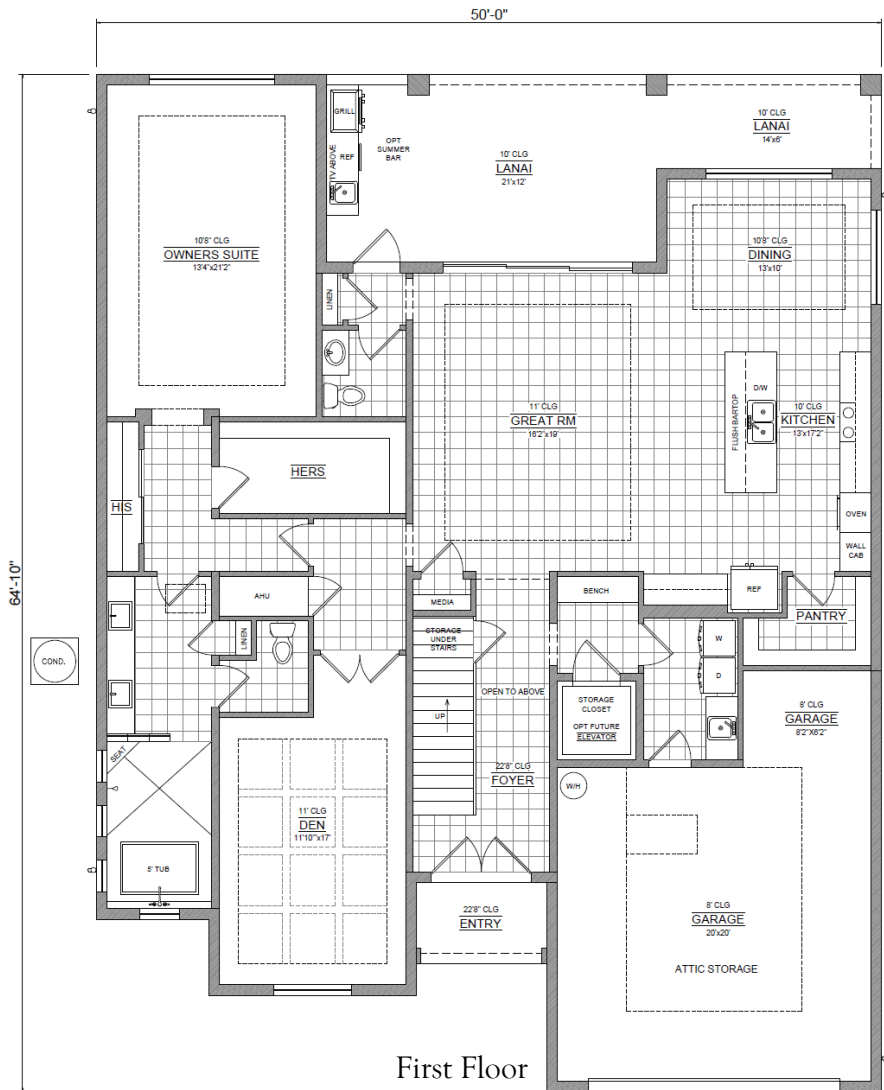 50'-0"
GRILL
REF
TV ABOVE
OPT
SUMMER
BAR
10' CLG
LANAI
21'x12'
10' CLG
LANAI
14'x6'
10'8" CLG
OWNERS SUITE
13'4"x21'2"
10'8" CLG
DINING
13'x10'
LINEN
11' CLG
GREAT RM
16'2"x19'
D/W
FLUSH BARTOP
10' CLG
KITCHEN
13'x17'2"
HERS
HIS
OVEN
WALL
CAB
64'-10"
AHU
MEDIA
BENCH
REF
PANTRY
COND.
LINEN
STORAGE
UNDER
STAIRS
W
D
UP
OPEN TO ABOVE
STORAGE
CLOSET
OPT FUTURE
ELEVATOR
8' CLG
GARAGE
8'2"X6'2"
SEAT
22'8" CLG
FOYER
W/H
11' CLG
DEN
11'10"x17'
5' TUB
22'8" CLG
ENTRY
8' CLG
GARAGE
20'x20'
ATTIC STORAGE
First Floor